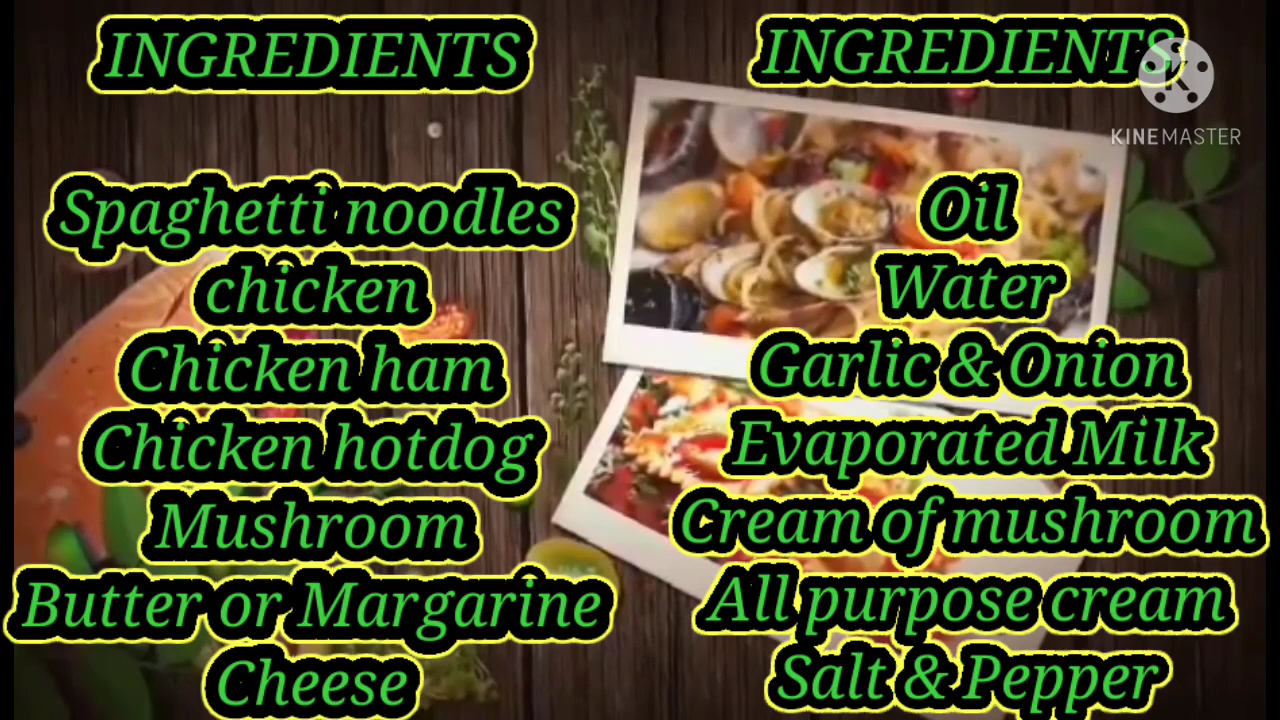 INGREDIENTS
Spaghetti noodles
chicken
Chicken ham
Chicken hotdog
Mushroom
Butter or Margarine
Cheese
INGREDIENTS
Oil
Water
Garlic & Onion
Evaporated Milk
Cream of mushroom
All purpose cream
Salt & Pepper
K
KINEMASTER